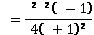 = ²  ²( − 1)
4( + 1)²